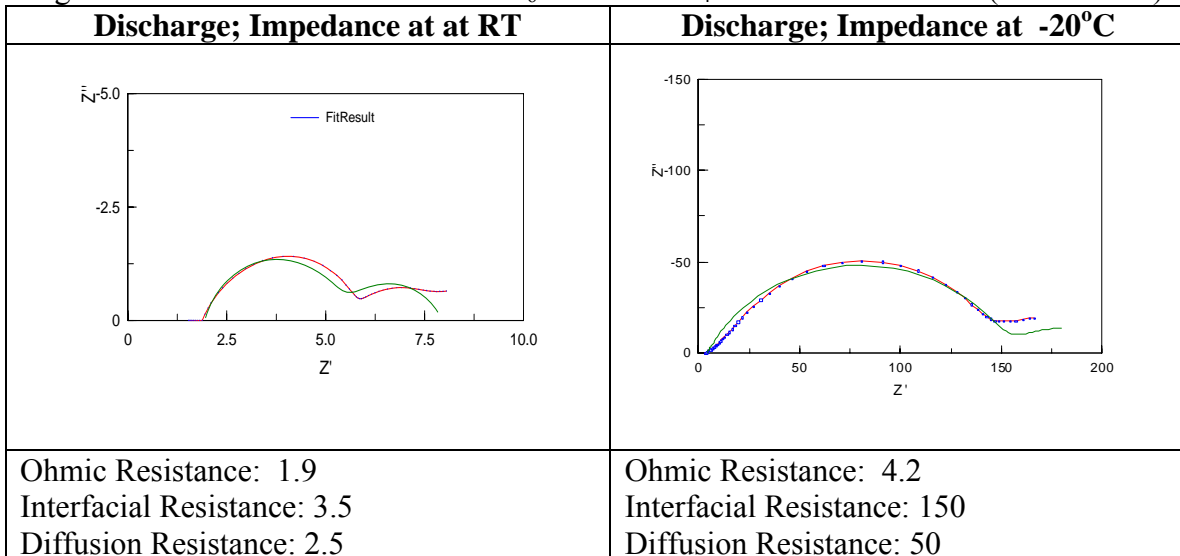 Discharge; Impedance at at RT
Discharge; Impedance at -20°C
Z''
-5.0
-2.5
0
FitResult
0 2.5 5.0 7.5 10.0
Z'
-150
Z''
-100
-50
0
0 50 100 150 200
Z'
Ohmic Resistance: 1.9
Interfacial Resistance: 3.5
Diffusion Resistance: 2.5
Ohmic Resistance: 4.2
Interfacial Resistance: 150
Diffusion Resistance: 50